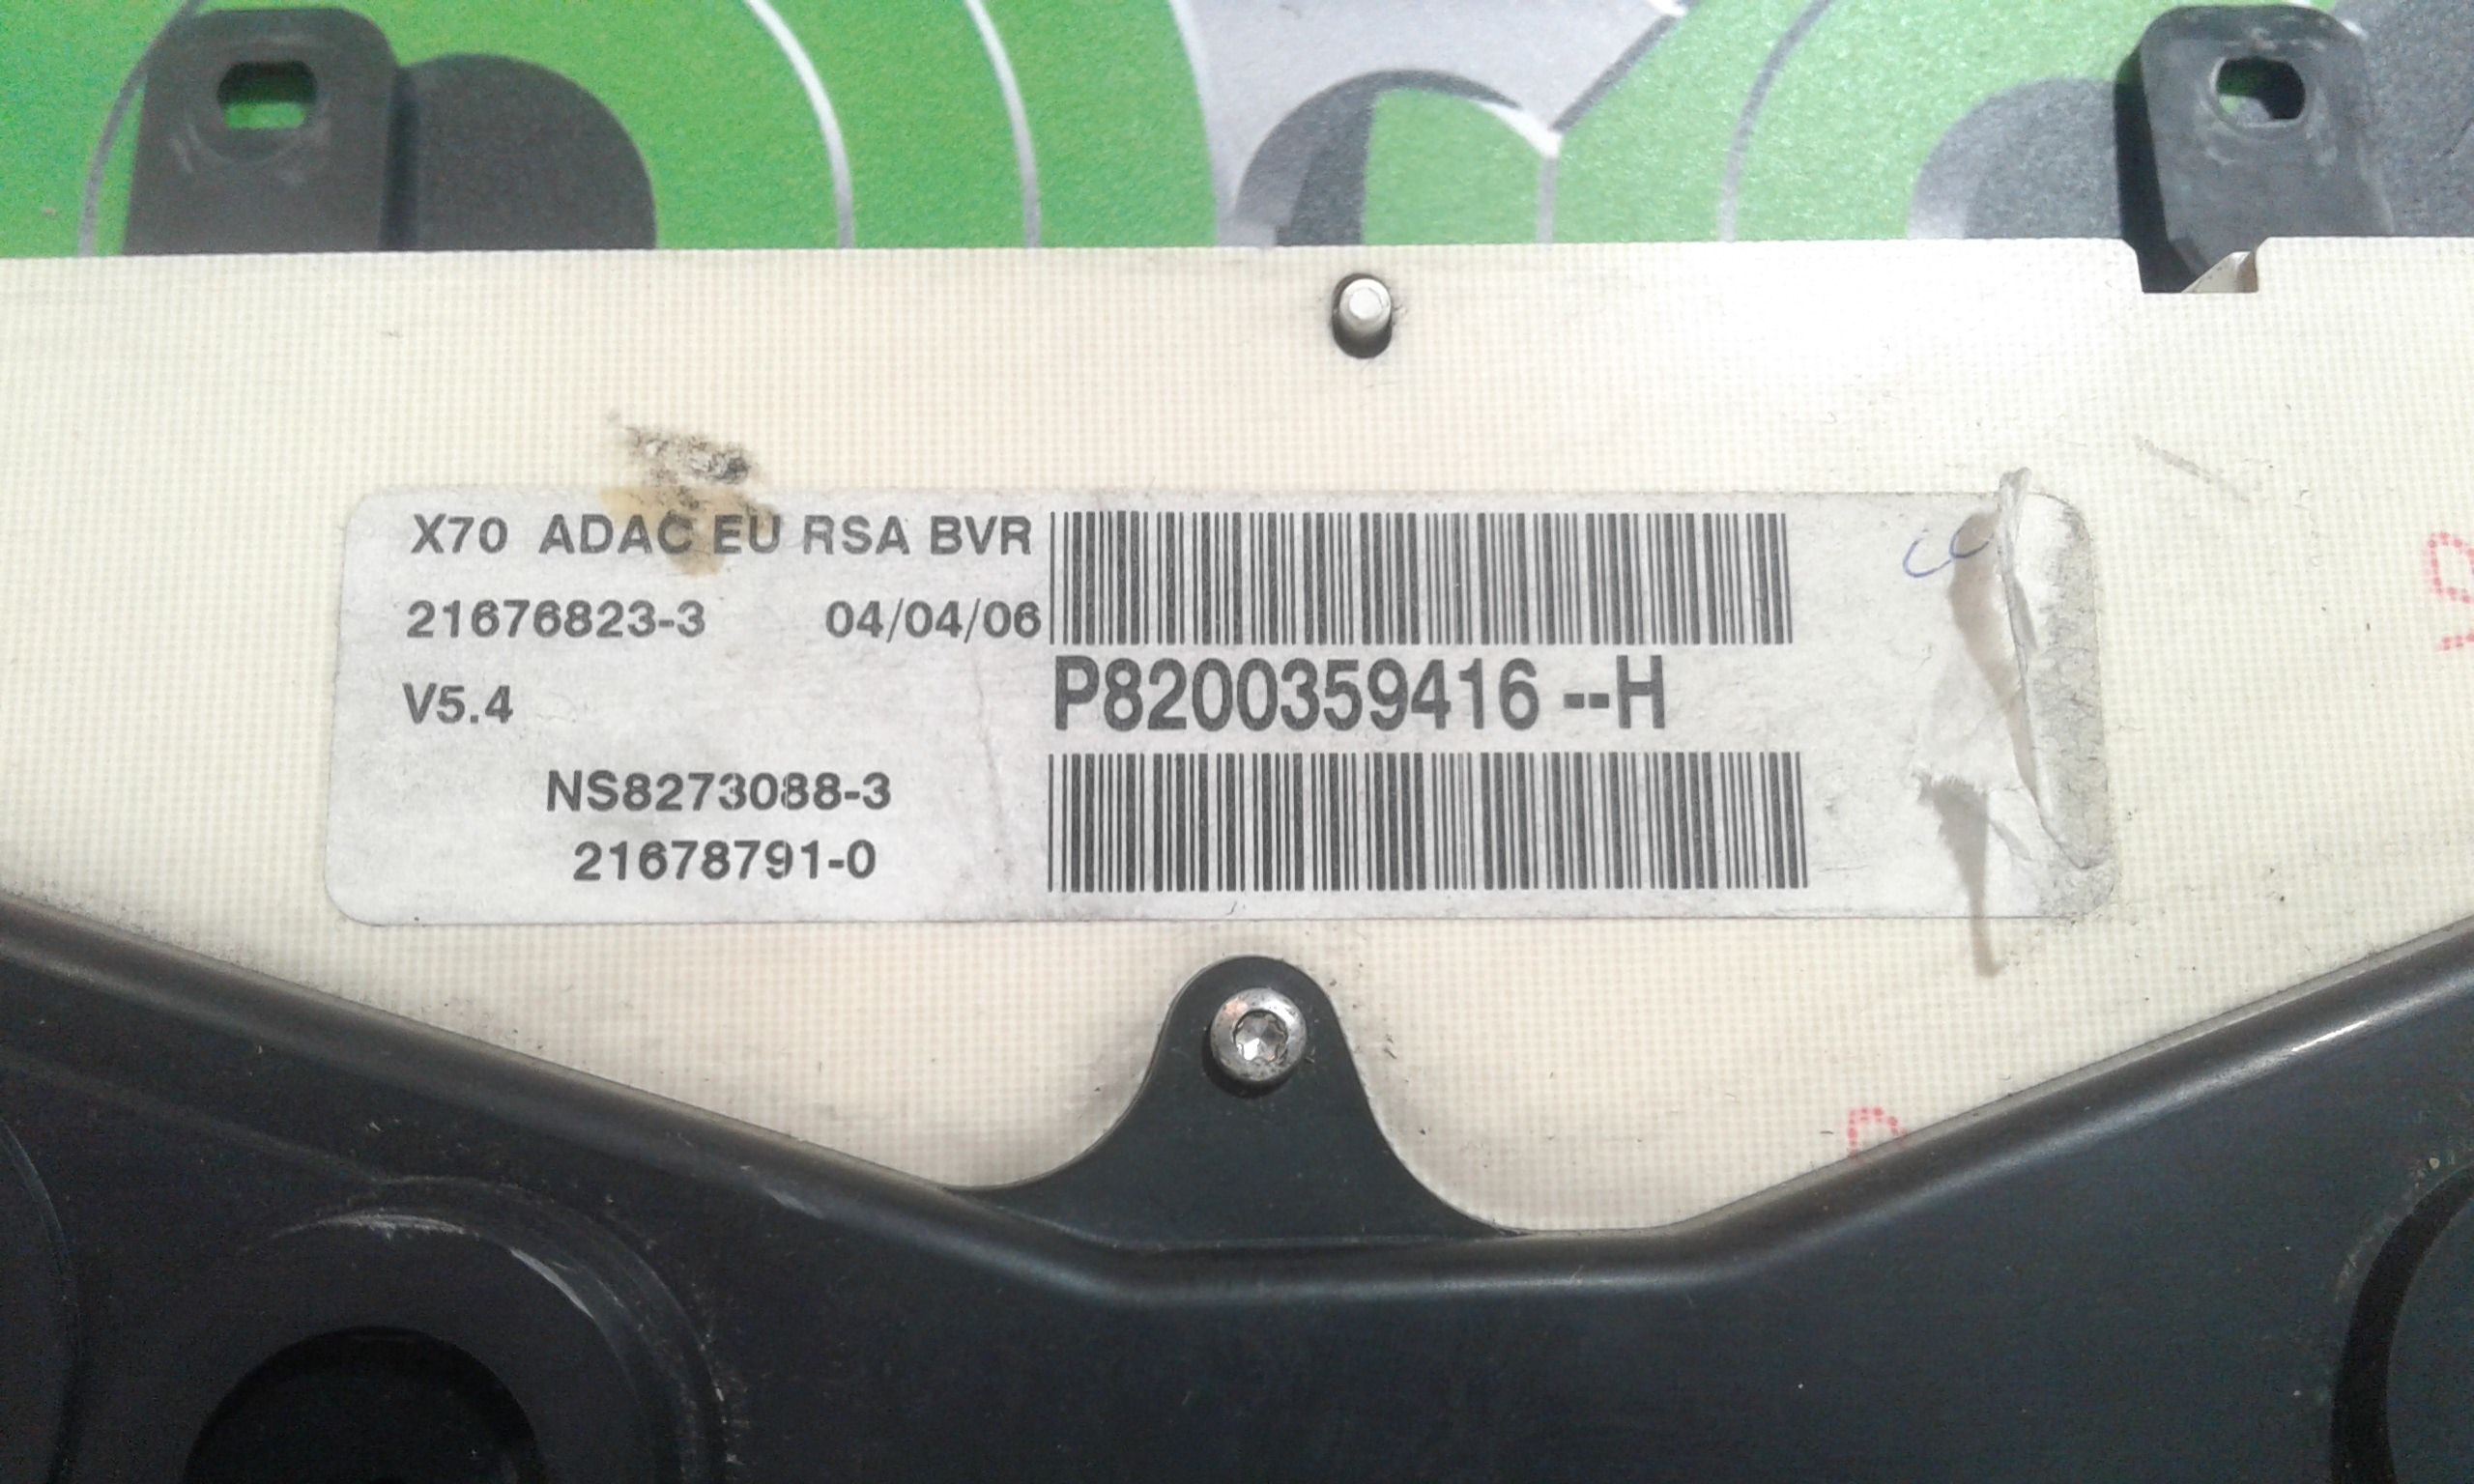 X70 ADAC EU RSA BVR
21676823-3 04/04/06
V5.4
P8200359416 --H
NS8273088-3
21678791-0